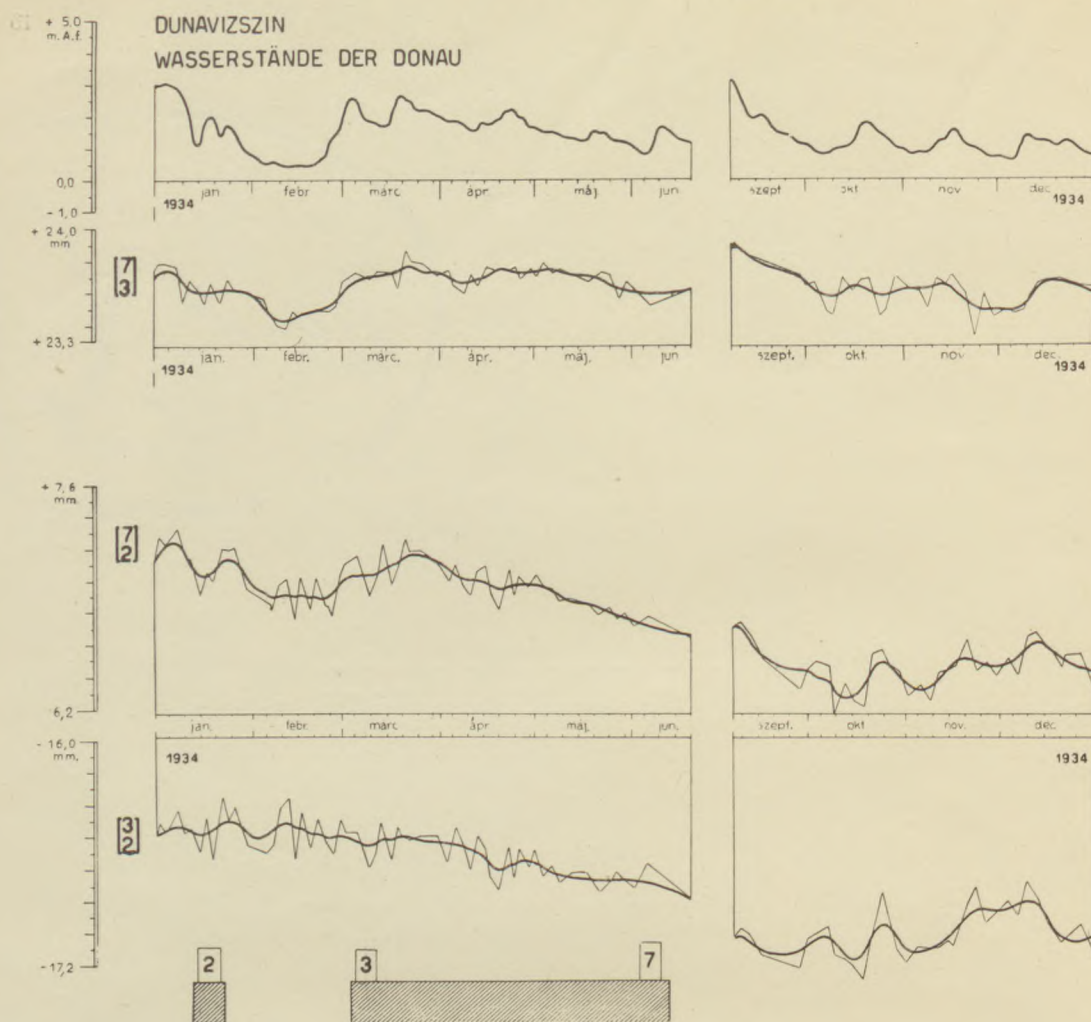 DUNAVIZSZIN
WASSERSTÄNDE DER DONAU
+ 5,0
m. A.f.
0,0
- 1,0
jan. febr. márc. ápr. máj. jun. szept. okt. nov. dec.
1934 1934
+ 24,0
mm
[7 3]
+ 23,3
jan. febr. márc. ápr. máj. jun. szept. okt. nov. dec.
1934 1934
+ 7,6
mm.
[7 2]
6,2
jan. febr. márc. ápr. máj. jun. szept. okt. nov. dec.
- 16,0
mm.
1934 1934
[3 2]
- 17,2
2 3 7